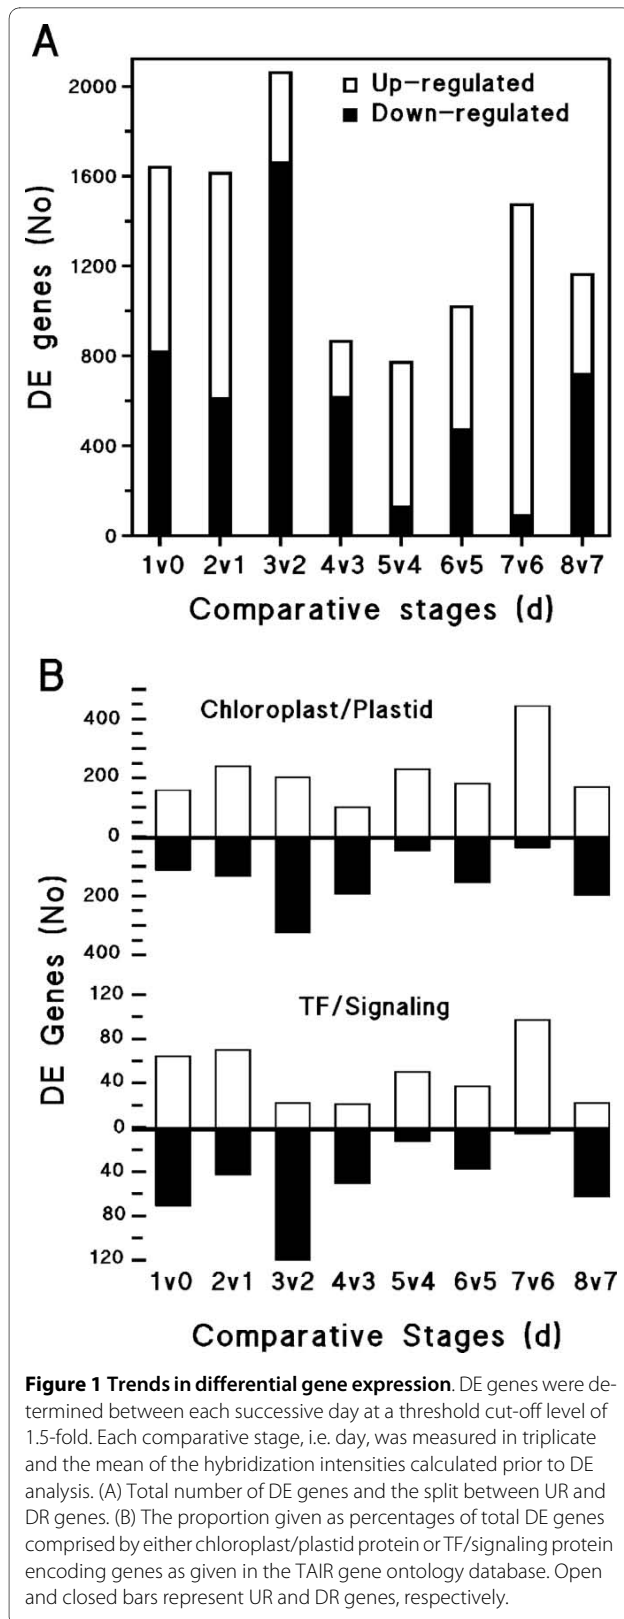 A
2000
1600
1200
800
400
0
DE genes (No)
Up-regulated
Down-regulated
1v0 2v1 3v2 4v3 5v4 6v5 7v6 8v7
Comparative stages (d)
B
Chloroplast/Plastid
400
200
0
200
400
DE Genes (No)
TF/Signaling
120
80
40
0
40
80
120
1v0 2v1 3v2 4v3 5v4 6v5 7v6 8v7
Comparative Stages (d)
Figure 1 Trends in differential gene expression. DE genes were de-
termined between each successive day at a threshold cut-off level of
1.5-fold. Each comparative stage, i.e. day, was measured in triplicate
and the mean of the hybridization intensities calculated prior to DE
analysis. (A) Total number of DE genes and the split between UR and
DR genes. (B) The proportion given as percentages of total DE genes
comprised by either chloroplast/plastid protein or TF/signaling protein
encoding genes as given in the TAIR gene ontology database. Open
and closed bars represent UR and DR genes, respectively.